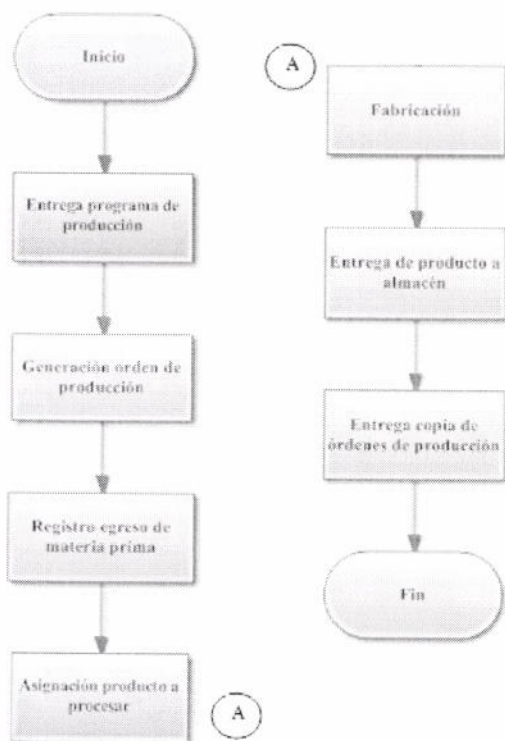 Inicio
Entrega programa de
producción
Generación orden de
producción
Registro egreso de
materia prima
Asignación producto a
procesar
A
A
Fabricación
Entrega de producto a
almacén
Entrega copia de
órdenes de producción
Fin